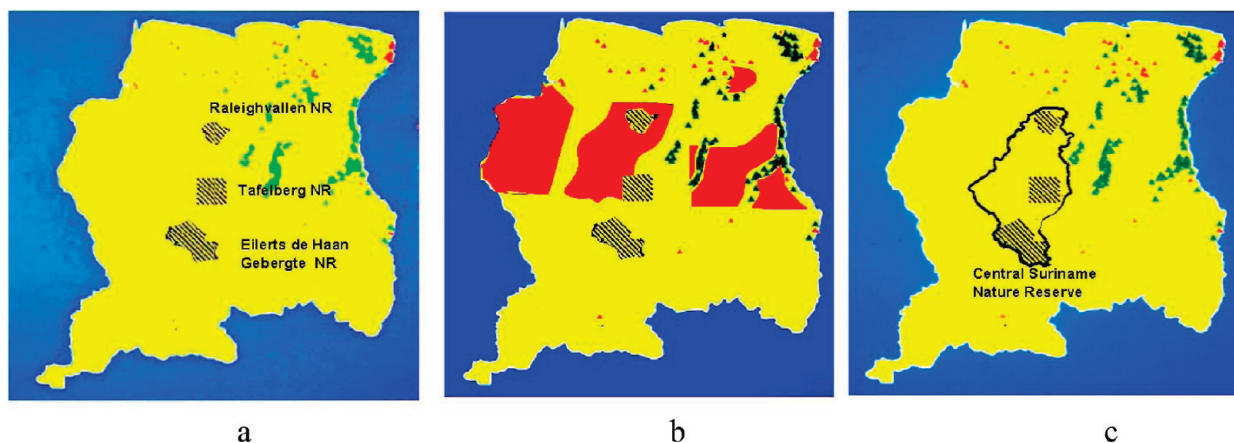 Raleighvallen NR
Tafelberg NR
Eilerts de Haan
Gebergte NR
Central Suriname
Nature Reserve
a
b
c